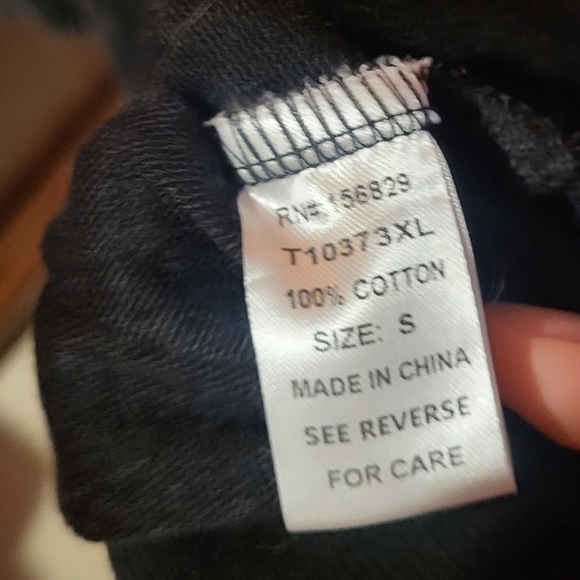 RN#:156829
T10373XL
100% COTTON
SIZE: S
MADE IN CHINA
SEE REVERSE
FOR CARE